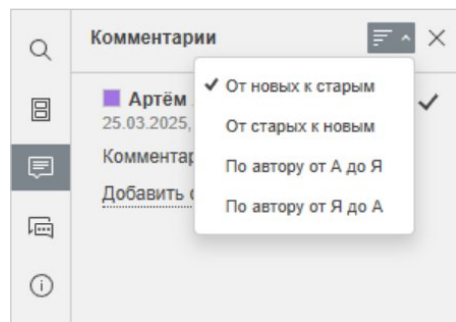 Комментарии
От новых к старым
Артём
25.03.2025,
От старых к новым
По автору от А до Я
Добавить
По автору от Я до А